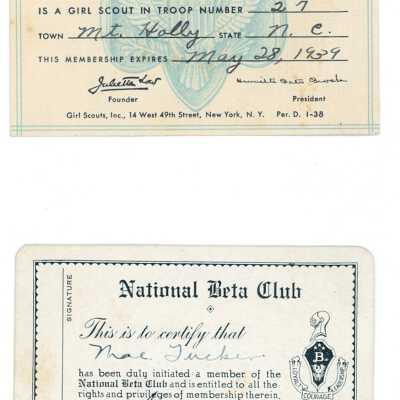 IS A GIRL SCOUT IN TROOP NUMBER 27
TOWN Mt. Holly STATE N. C.
THIS MEMBERSHIP EXPIRES May 28, 1939
Juliette Low
Founder President
Girl Scouts, Inc., 14 West 49th Street, New York, N. Y. Per. D. 1-38
SIGNATURE
National Beta Club
This is to certify that
Mae Tucker
has been duly initiated a member of the
National Beta Club and is entitled to all the
rights and privileges of membership therein,
B
COURAGE